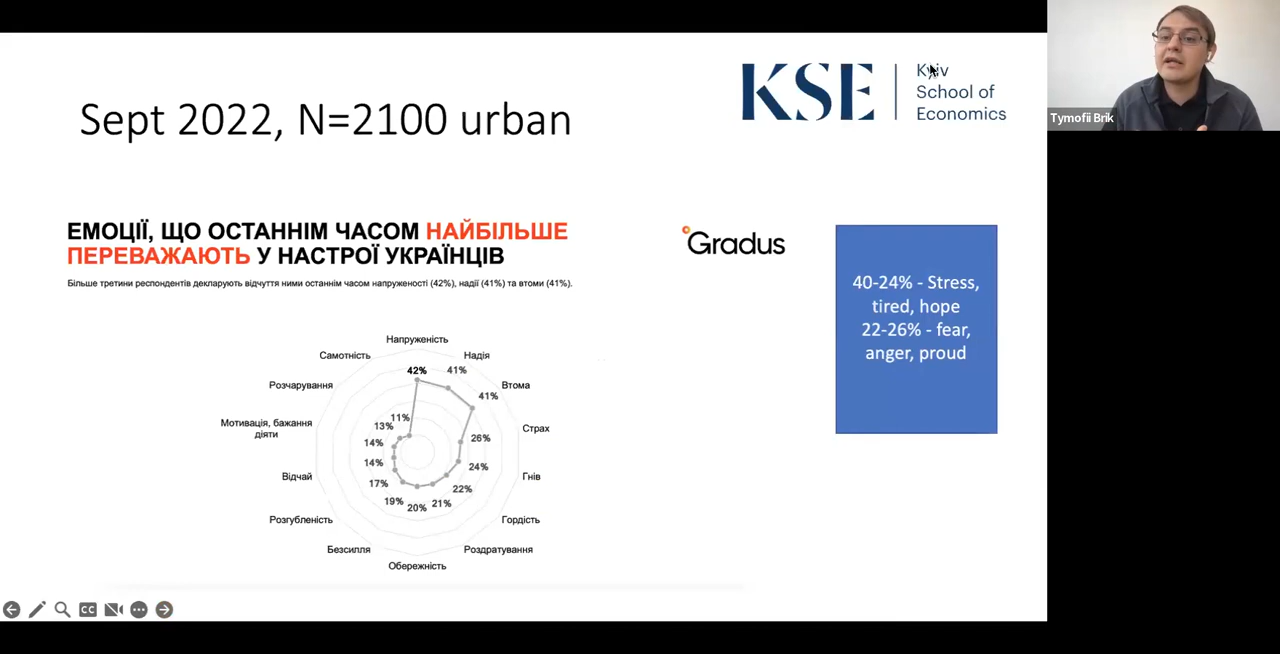 Sept 2022, N=2100 urban
KSE
Kyiv
School of
Economics
Tymofii Brik
ЕМОЦІЇ, ЩО ОСТАННІМ ЧАСОМ НАЙБІЛЬШЕ
ПЕРЕВАЖАЮТЬ У НАСТРОЇ УКРАЇНЦІВ
Більше третини респондентів декларують відчуття ними останнім часом напруженості (42%), надії (41%) та втоми (41%).
Gradus
40-24% - Stress,
tired, hope
22-26% - fear,
anger, proud
Напруженість
Самотність
Надія
42%
41%
Розчарування
Втома
41%
11%
Мотивація, бажання
діяти
13%
Страх
26%
14%
14%
24%
Відчай
Гнів
17%
22%
19%
20%
21%
Розгубленість
Гордість
Безсилля
Роздратування
Обережність
CC